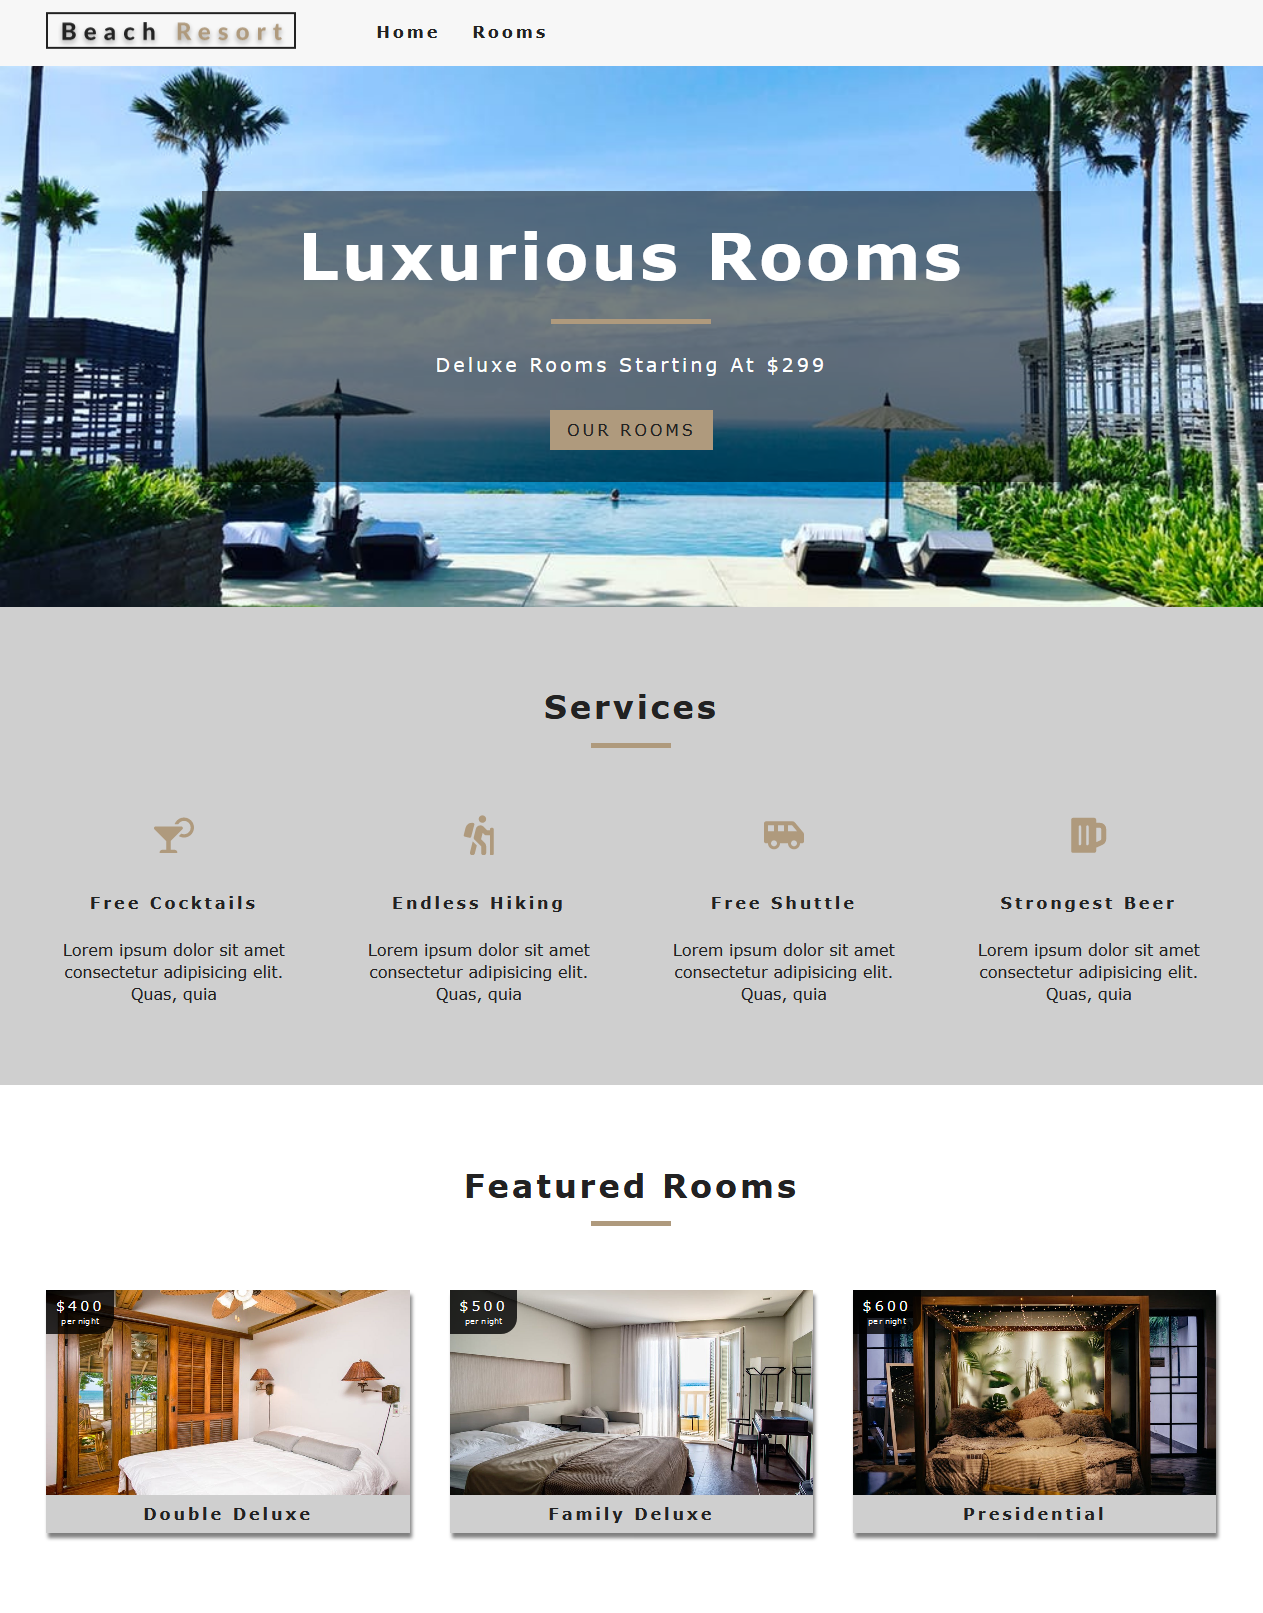 Beach Resort
Home Rooms
Luxurious Rooms
Deluxe Rooms Starting At $299
OUR ROOMS
Services
Free Cocktails
Lorem ipsum dolor sit amet
consectetur adipisicing elit.
Quas, quia
Endless Hiking
Lorem ipsum dolor sit amet
consectetur adipisicing elit.
Quas, quia
Free Shuttle
Lorem ipsum dolor sit amet
consectetur adipisicing elit.
Quas, quia
Strongest Beer
Lorem ipsum dolor sit amet
consectetur adipisicing elit.
Quas, quia
Featured Rooms
$400
per night
Double Deluxe
$500
per night
Family Deluxe
$600
per night
Presidential